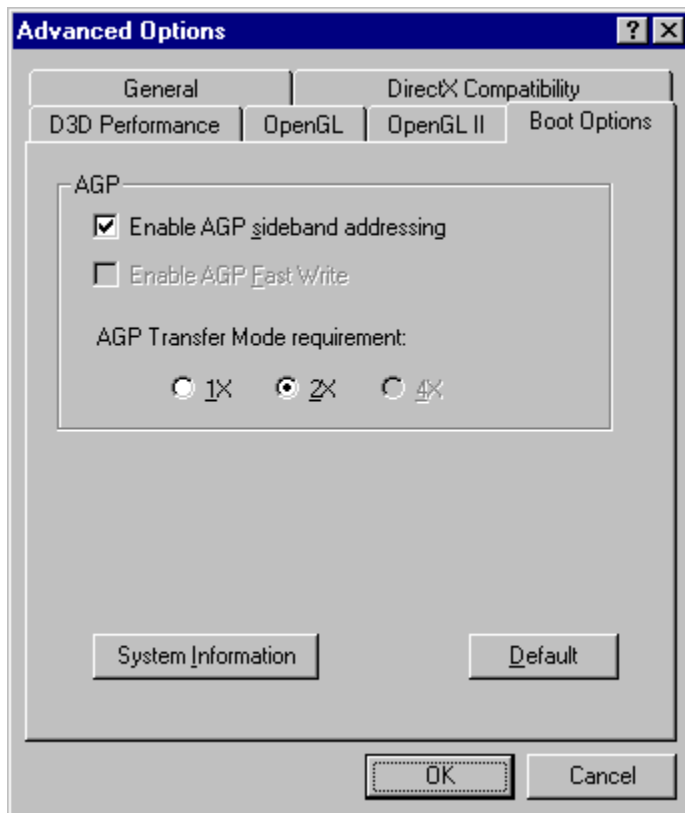 Advanced Options
General DirectX Compatibility
D3D Performance OpenGL OpenGL II Boot Options
AGP
Enable AGP sideband addressing
Enable AGP Fast Write
AGP Transfer Mode requirement:
1X 2X 4X
System Information Default
OK Cancel